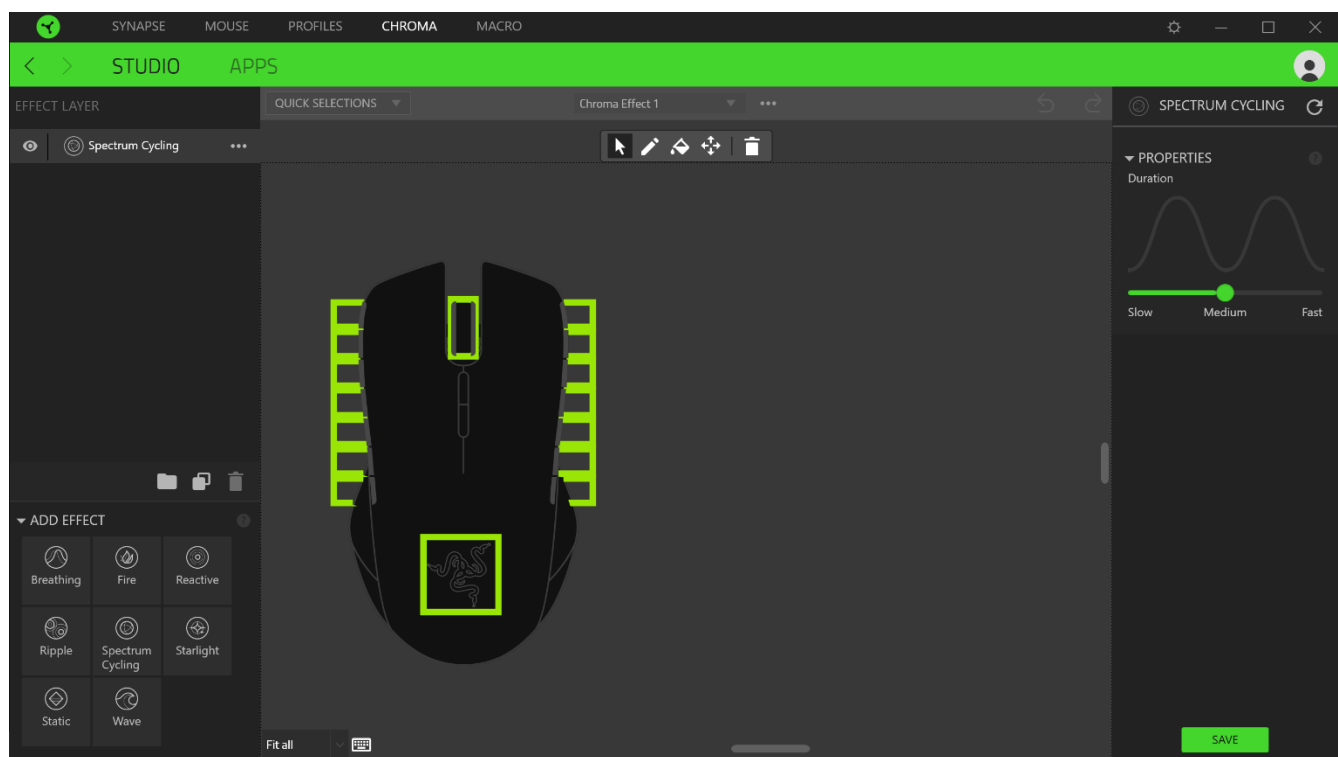 SYNAPSE MOUSE PROFILES CHROMA MACRO
STUDIO APPS
EFFECT LAYER
QUICK SELECTIONS
Chroma Effect 1
SPECTRUM CYCLING
Spectrum Cycling
PROPERTIES
Duration
Slow Medium Fast
ADD EFFECT
Breathing Fire Reactive
Ripple Spectrum Cycling Starlight
Static Wave
Fit all
SAVE